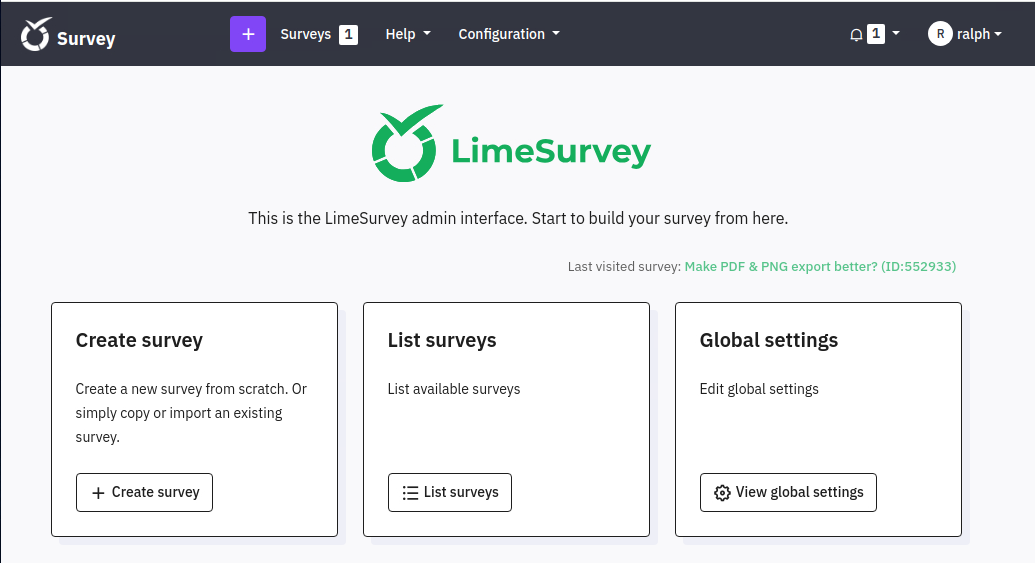 Survey + Surveys 1 Help Configuration 1 R ralph
LimeSurvey
This is the LimeSurvey admin interface. Start to build your survey from here.
Last visited survey: Make PDF & PNG export better? (ID:552933)
Create survey
Create a new survey from scratch. Or
simply copy or import an existing
survey.
+ Create survey
List surveys
List available surveys
List surveys
Global settings
Edit global settings
View global settings